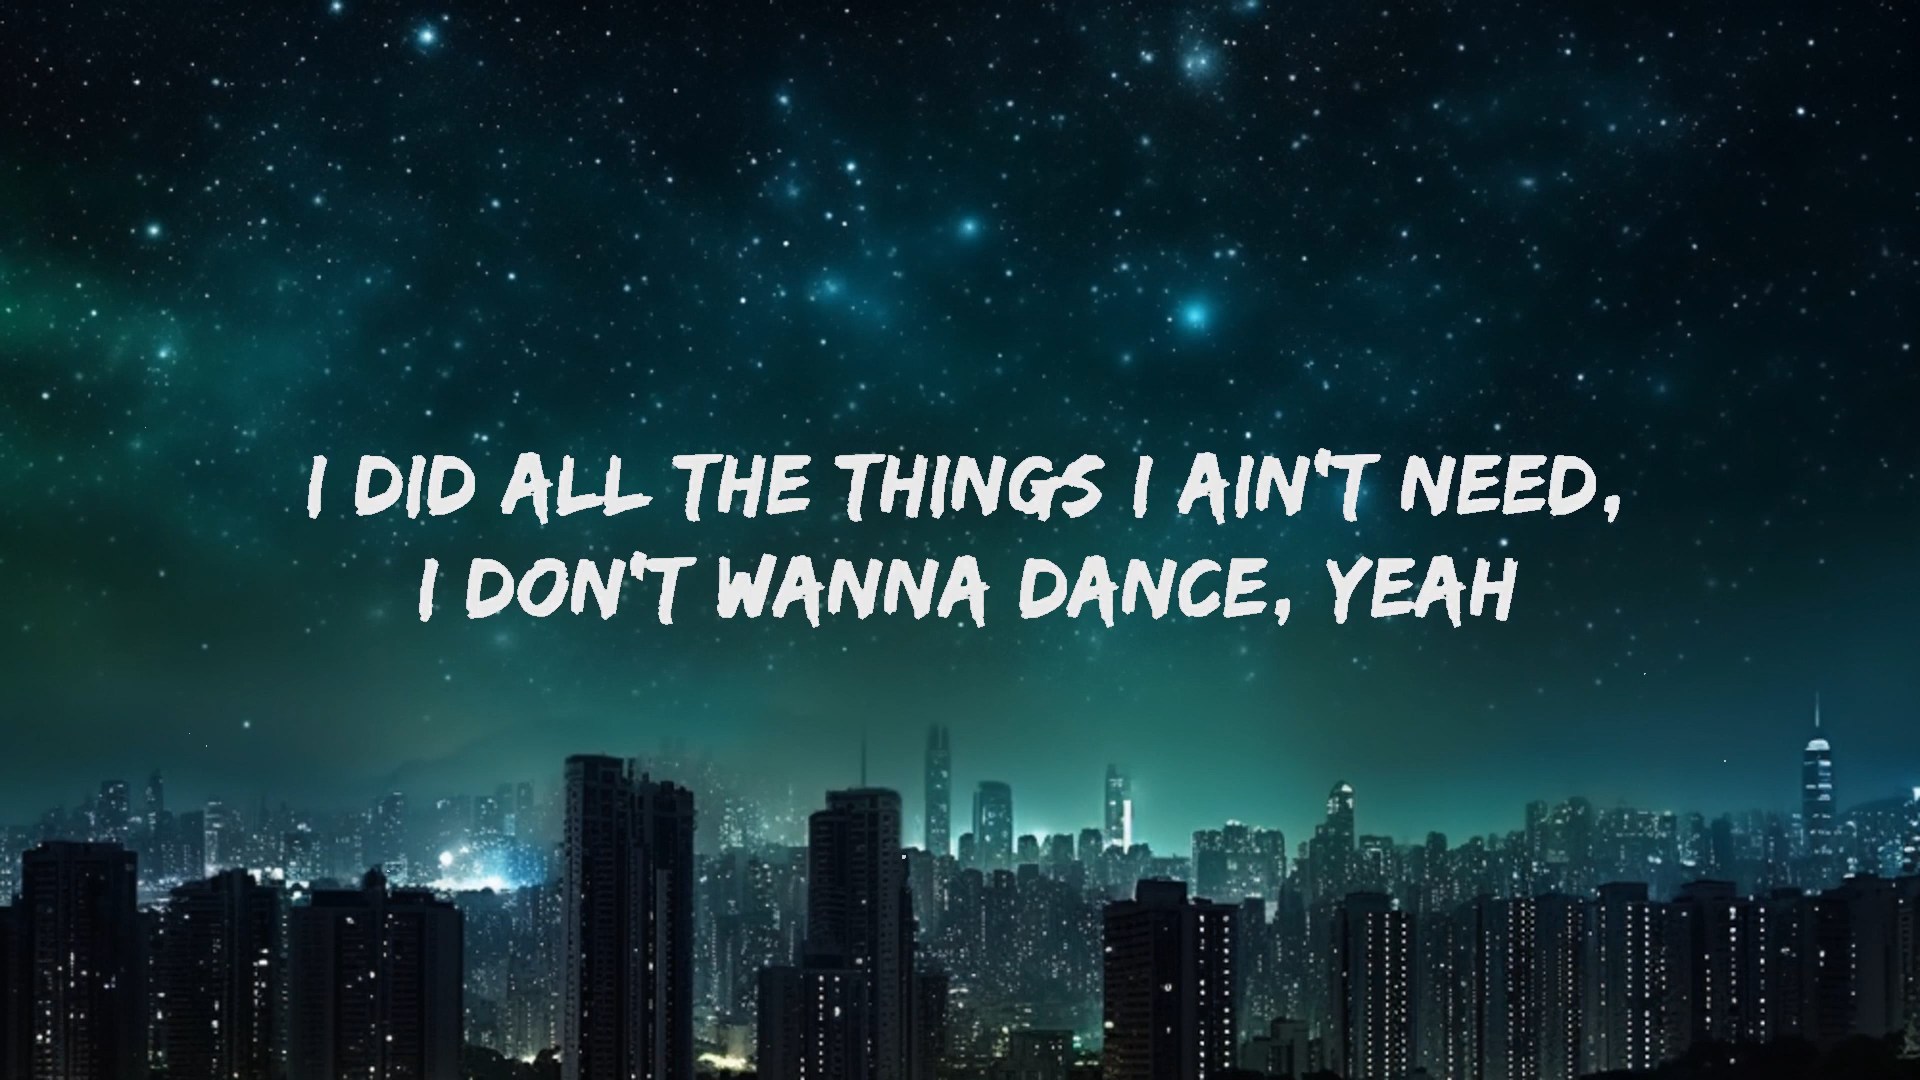 I DID ALL THE THINGS I AIN'T NEED,
I DON'T WANNA DANCE, YEAH